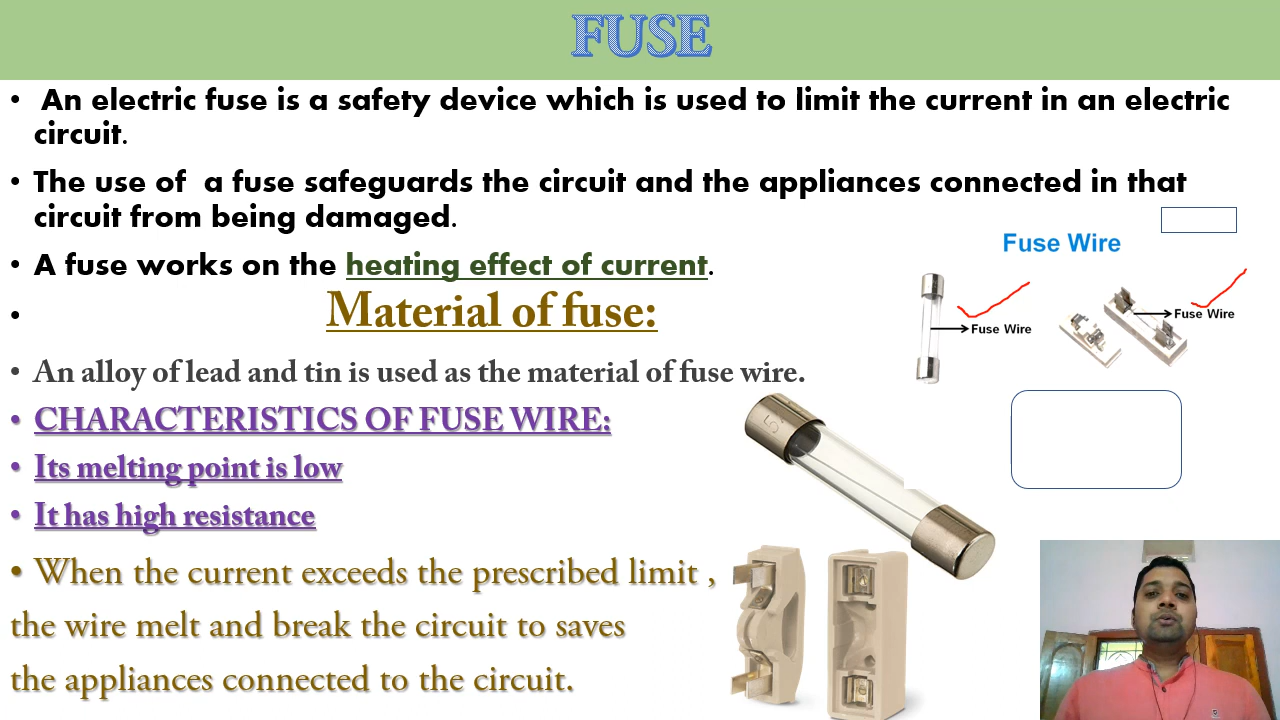 FUSE
• An electric fuse is a safety device which is used to limit the current in an electric
circuit.
• The use of a fuse safeguards the circuit and the appliances connected in that
circuit from being damaged.
• A fuse works on the heating effect of current.
• Material of fuse:
• An alloy of lead and tin is used as the material of fuse wire.
• CHARACTERISTICS OF FUSE WIRE:
• Its melting point is low
• It has high resistance
• When the current exceeds the prescribed limit ,
the wire melt and break the circuit to saves
the appliances connected to the circuit.
Fuse Wire
Fuse Wire
Fuse Wire